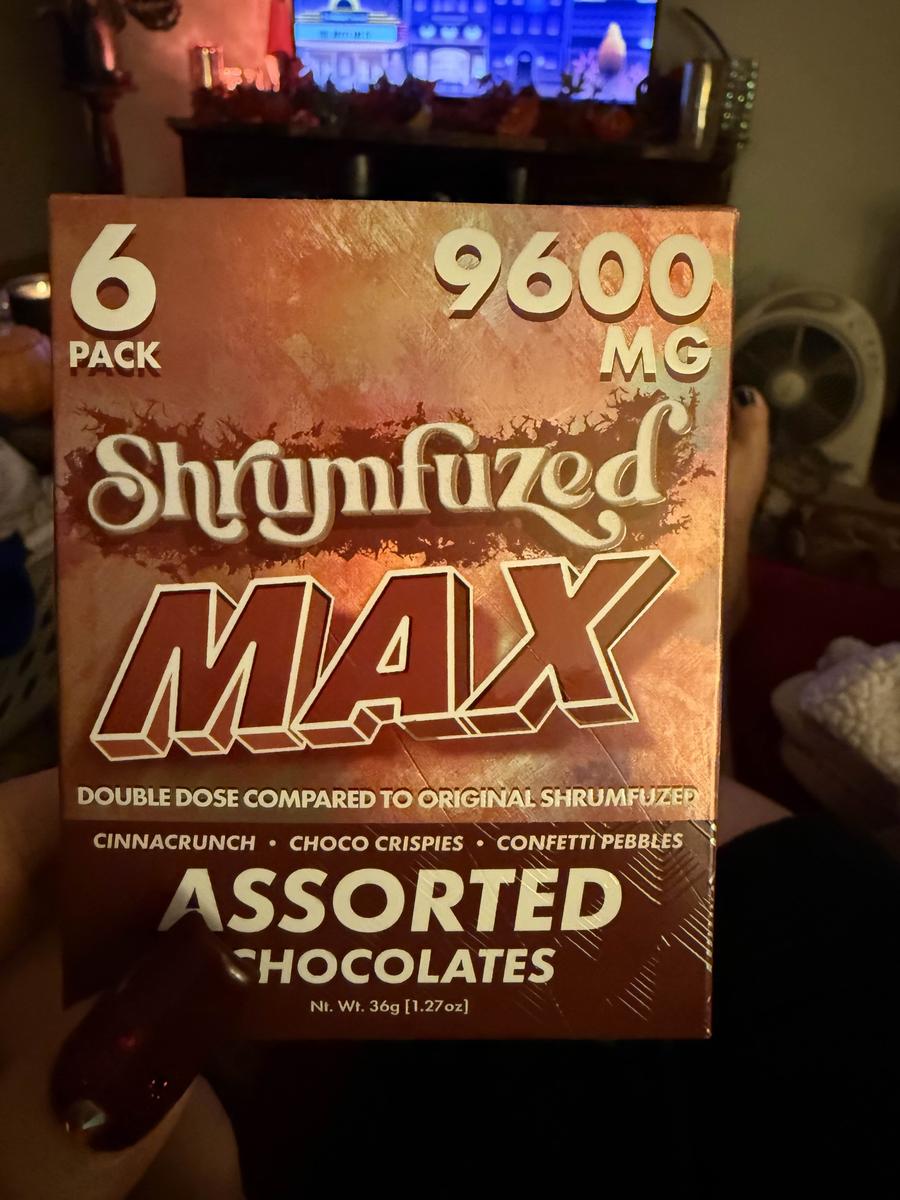 6
PACK
9600
MG
Shrumfuzed
MAX
DOUBLE DOSE COMPARED TO ORIGINAL SHRUMFUZED
CINNACRUNCH • CHOCO CRISPIES • CONFETTI PEBBLES
ASSORTED
CHOCOLATES
Nt. Wt. 36g [1.27oz]